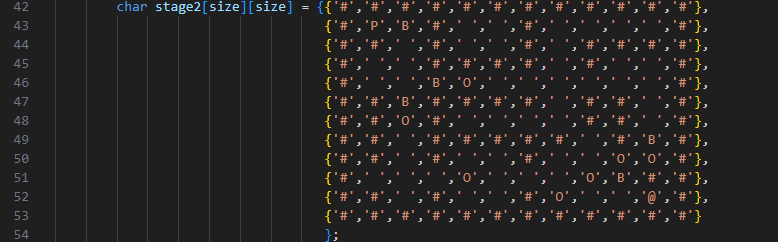 42 char stage2[size][size] = {{'#','#','#','#','#','#','#','#','#','#','#','#'},
43 {'#','P','B','#',' ',' ','#',' ',' ',' ',' ','#'},
44 {'#','#',' ','#',' ',' ','#',' ','#','#','#','#'},
45 {'#',' ',' ','#','#','#','#',' ','#',' ',' ','#'},
46 {'#',' ',' ','B','O',' ',' ',' ',' ',' ',' ','#'},
47 {'#','#','B','#','#','#','#',' ','#','#',' ','#'},
48 {'#','#','O','#',' ',' ',' ',' ','#','#',' ','#'},
49 {'#','#',' ','#','#','#','#','#',' ','#','B','#'},
50 {'#','#',' ','#',' ',' ','#',' ',' ','O','O','#'},
51 {'#',' ',' ',' ','O',' ',' ',' ','O','B','#','#'},
52 {'#','#',' ','#',' ',' ','#','O',' ',' ','@','#'},
53 {'#','#','#','#','#','#','#','#','#','#','#','#'}
54 };